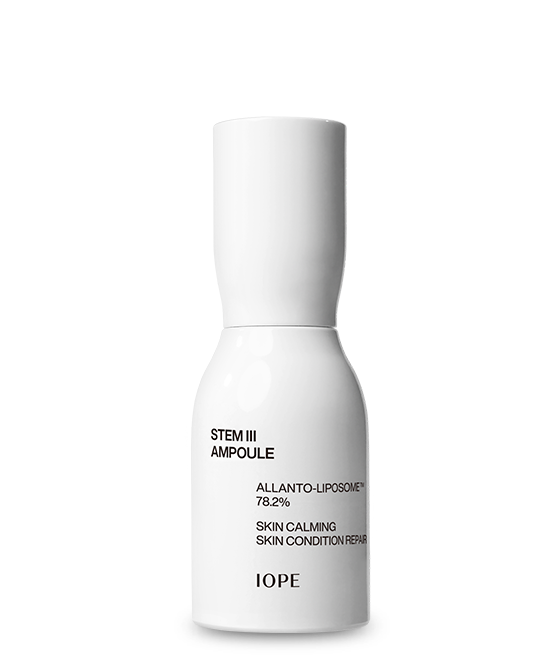 STEM III
AMPOULE
ALLANTO-LIPOSOME™
78.2%
SKIN CALMING
SKIN CONDITION REPAIR
IOPE